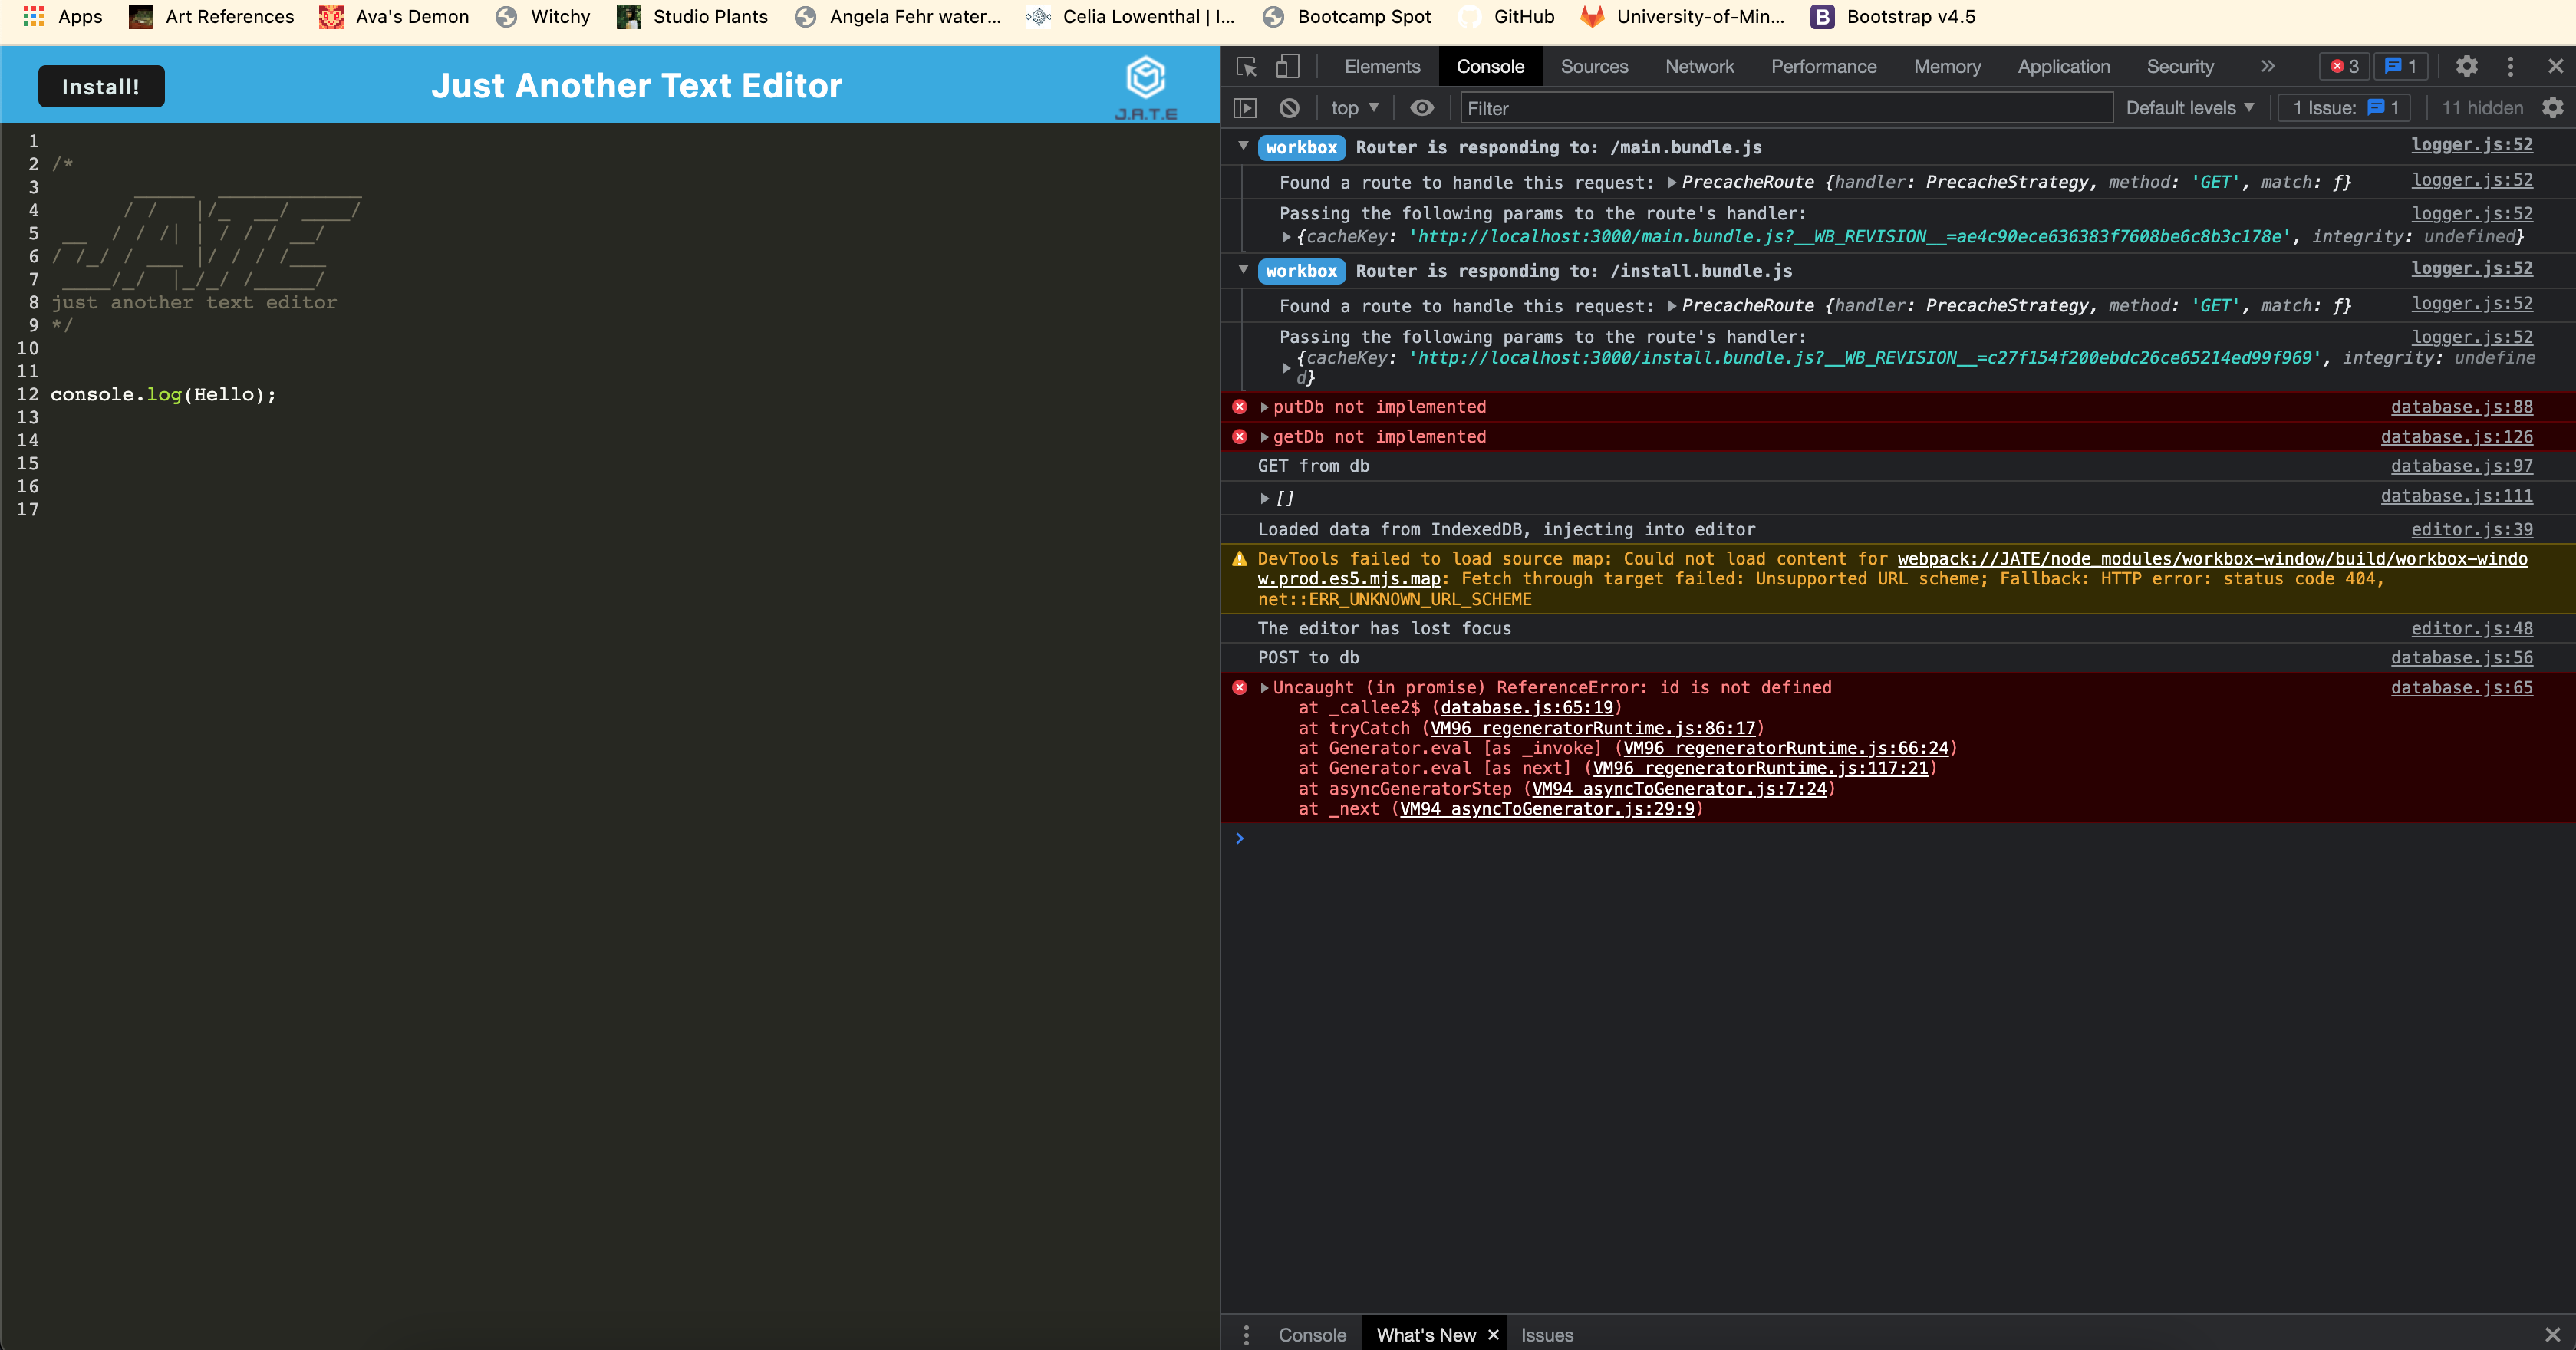 Apps Art References Ava's Demon Witchy Studio Plants Angela Fehr water... Celia Lowenthal | I... Bootcamp Spot GitHub University-of-Min... B Bootstrap v4.5
Install!
Just Another Text Editor
J.A.T.E
1
2 /*
3      _____  ____________
4     / /   |/_  __/ ____/
5 __  / / /| | / / / __/
6 / /_/ / ___ |/ / / /___
7 ____/_/  |_/_/ /_____/
8 just another text editor
9 */
10
11
12 console.log(Hello);
13
14
15
16
17
Elements Console Sources Network Performance Memory Application Security » 3 1
top ▼ Filter Default levels ▼ 1 Issue: 1 11 hidden
workbox Router is responding to: /main.bundle.js logger.js:52
Found a route to handle this request: ▶PrecacheRoute {handler: PrecacheStrategy, method: 'GET', match: ƒ} logger.js:52
Passing the following params to the route's handler: logger.js:52
▶{cacheKey: 'http://localhost:3000/main.bundle.js?__WB_REVISION__=ae4c90ece636383f7608be6c8b3c178e', integrity: undefined}
workbox Router is responding to: /install.bundle.js logger.js:52
Found a route to handle this request: ▶PrecacheRoute {handler: PrecacheStrategy, method: 'GET', match: ƒ} logger.js:52
Passing the following params to the route's handler: logger.js:52
▶{cacheKey: 'http://localhost:3000/install.bundle.js?__WB_REVISION__=c27f154f200ebdc26ce65214ed99f969', integrity: undefine
d}
▶putDb not implemented database.js:88
▶getDb not implemented database.js:126
GET from db database.js:97
▶[] database.js:111
Loaded data from IndexedDB, injecting into editor editor.js:39
DevTools failed to load source map: Could not load content for webpack://JATE/node_modules/workbox-window/build/workbox-windo
w.prod.es5.mjs.map: Fetch through target failed: Unsupported URL scheme; Fallback: HTTP error: status code 404,
net::ERR_UNKNOWN_URL_SCHEME
The editor has lost focus editor.js:48
POST to db database.js:56
▶Uncaught (in promise) ReferenceError: id is not defined database.js:65
at _callee2$ (database.js:65:19)
at tryCatch (VM96 regeneratorRuntime.js:86:17)
at Generator.eval [as _invoke] (VM96 regeneratorRuntime.js:66:24)
at Generator.eval [as next] (VM96 regeneratorRuntime.js:117:21)
at asyncGeneratorStep (VM94 asyncToGenerator.js:7:24)
at _next (VM94 asyncToGenerator.js:29:9)
Console What's New × Issues